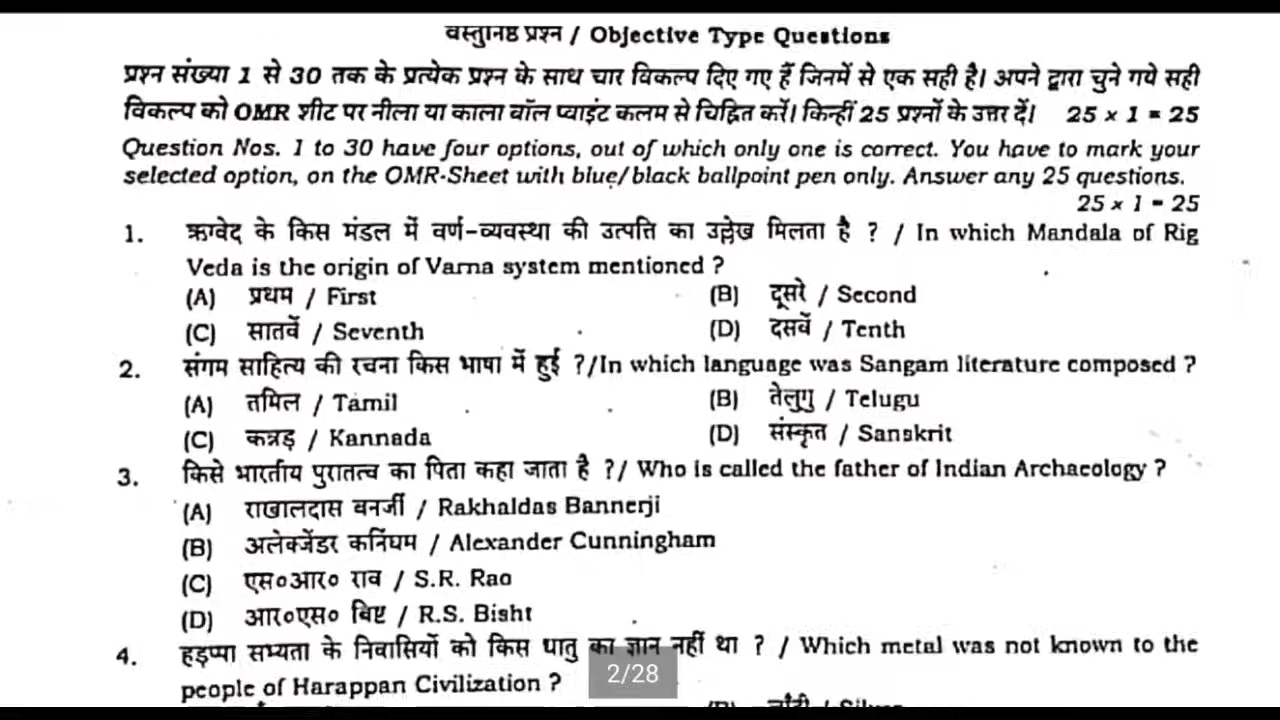 वस्तुनिष्ठ प्रश्न / Objective Type Questions
प्रश्न संख्या 1 से 30 तक के प्रत्येक प्रश्न के साथ चार विकल्प दिए गए हैं जिनमें से एक सही है। अपने द्वारा चुने गये सही
विकल्प को OMR शीट पर नीला या काला बॉल प्वाइंट कलम से चिह्नित करें। किन्हीं 25 प्रश्नों के उत्तर दें। 25 × 1 = 25
Question Nos. 1 to 30 have four options, out of which only one is correct. You have to mark your
selected option, on the OMR-Sheet with blue/black ballpoint pen only. Answer any 25 questions.
25 × 1 = 25
1. ऋग्वेद के किस मंडल में वर्ण-व्यवस्था की उत्पत्ति का उल्लेख मिलता है ? / In which Mandala of Rig
Veda is the origin of Varna system mentioned ?
(A) प्रथम / First (B) दूसरे / Second
(C) सातवें / Seventh (D) दसवें / Tenth
2. संगम साहित्य की रचना किस भाषा में हुई ?/In which language was Sangam literature composed ?
(A) तमिल / Tamil (B) तेलुगु / Telugu
(C) कन्नड़ / Kannada (D) संस्कृत / Sanskrit
3. किसे भारतीय पुरातत्व का पिता कहा जाता है ?/ Who is called the father of Indian Archaeology ?
(A) राखालदास बनर्जी / Rakhaldas Bannerji
(B) अलेक्जेंडर कनिंघम / Alexander Cunningham
(C) एस०आर० राव / S.R. Rao
(D) आर०एस० बिष्ट / R.S. Bisht
4. हड़प्पा सभ्यता के निवासियों को किस धातु का ज्ञान नहीं था ? / Which metal was not known to the
people of Harappan Civilization ?
2/28
(B) चाँदी / Silver